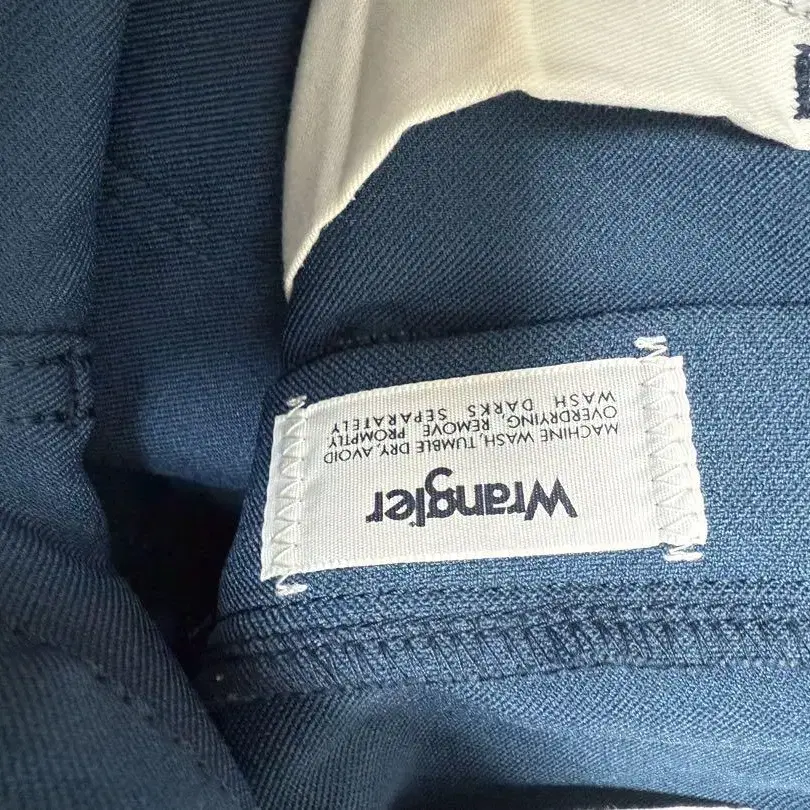 Wrangler
MACHINE WASH, TUMBLE DRY, AVOID
OVERDRYING, REMOVE PROMPTLY
WASH DARKS SEPARATELY